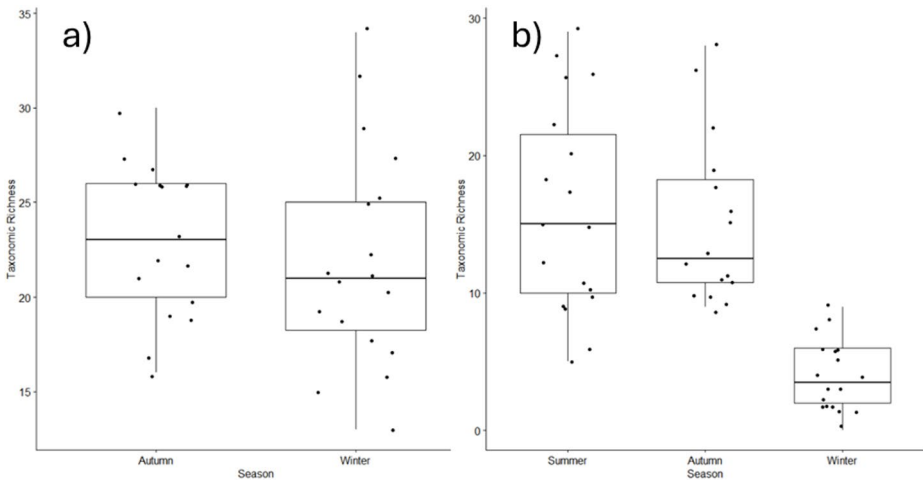 a)
35
30
25
20
15
Taxonomic Richness
Autumn
Winter
Season
b)
30
20
10
0
Taxonomic Richness
Summer
Autumn
Winter
Season